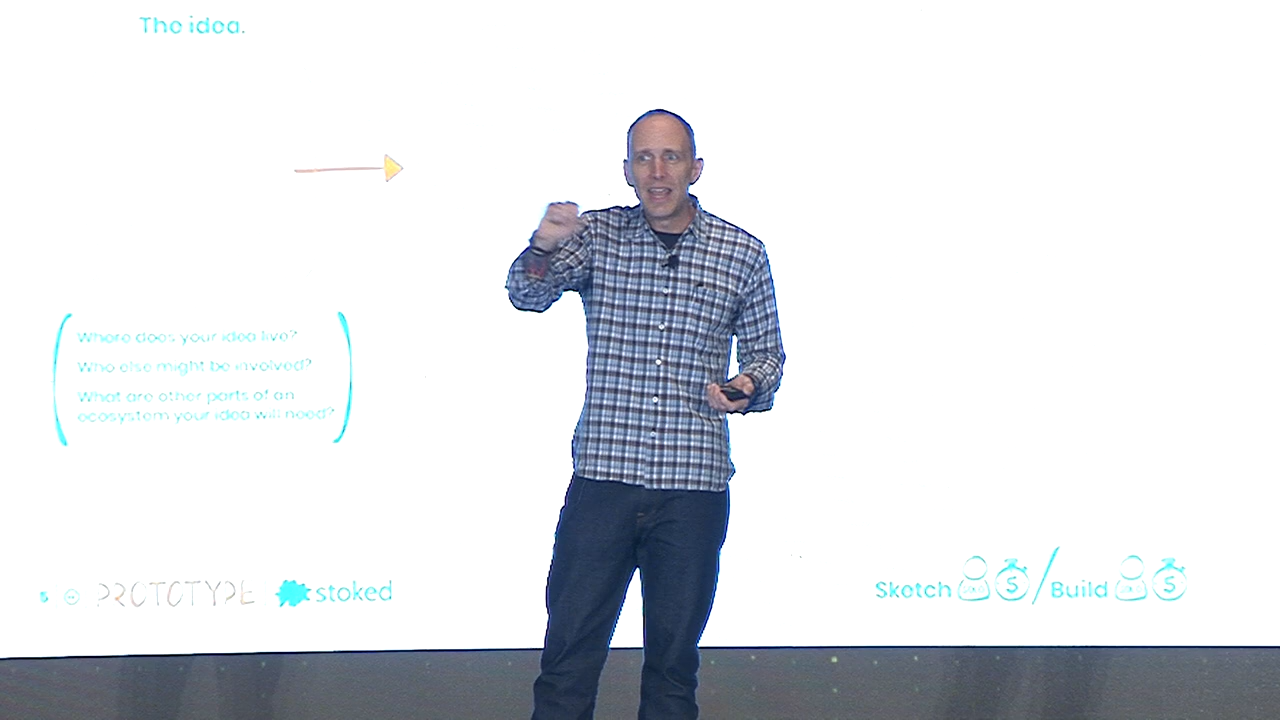 The idea.
Where does your idea live?
Who else might be involved?
What are other parts of an
ecosystem your idea will need?
5 PROTOTYPE stoked
Sketch S / Build S